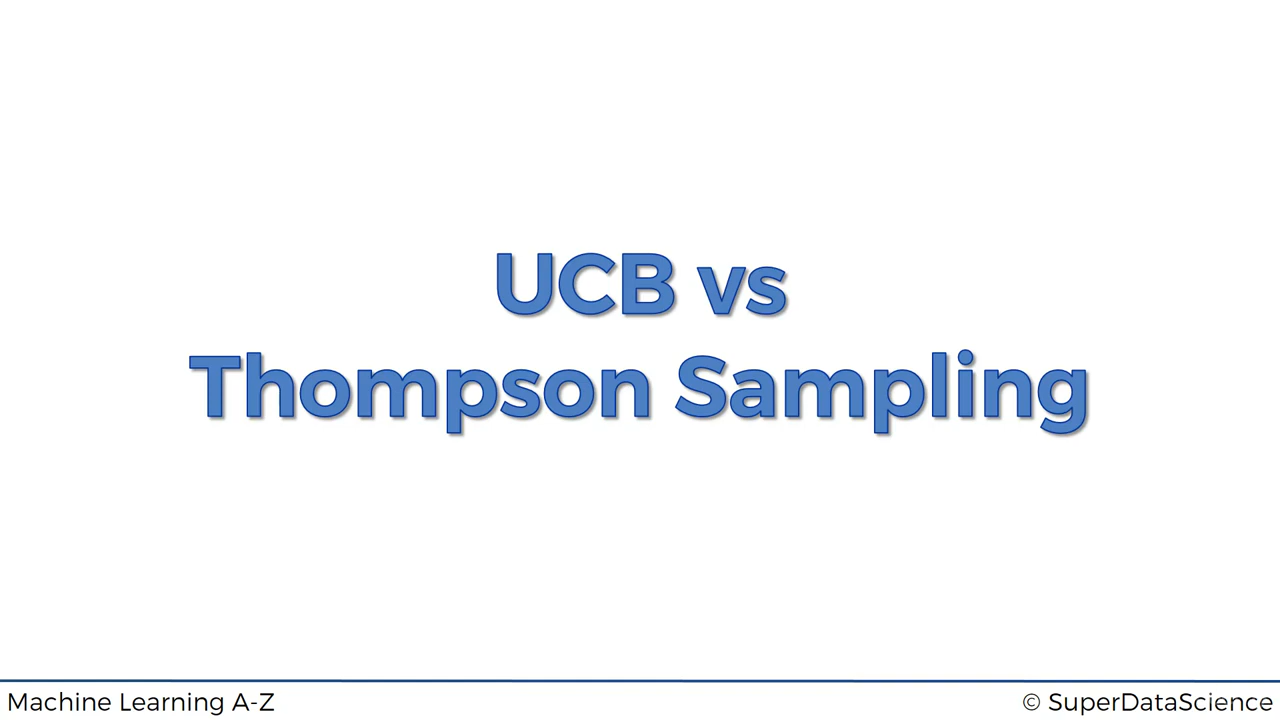 UCB vs
Thompson Sampling
Machine Learning A-Z
© SuperDataScience